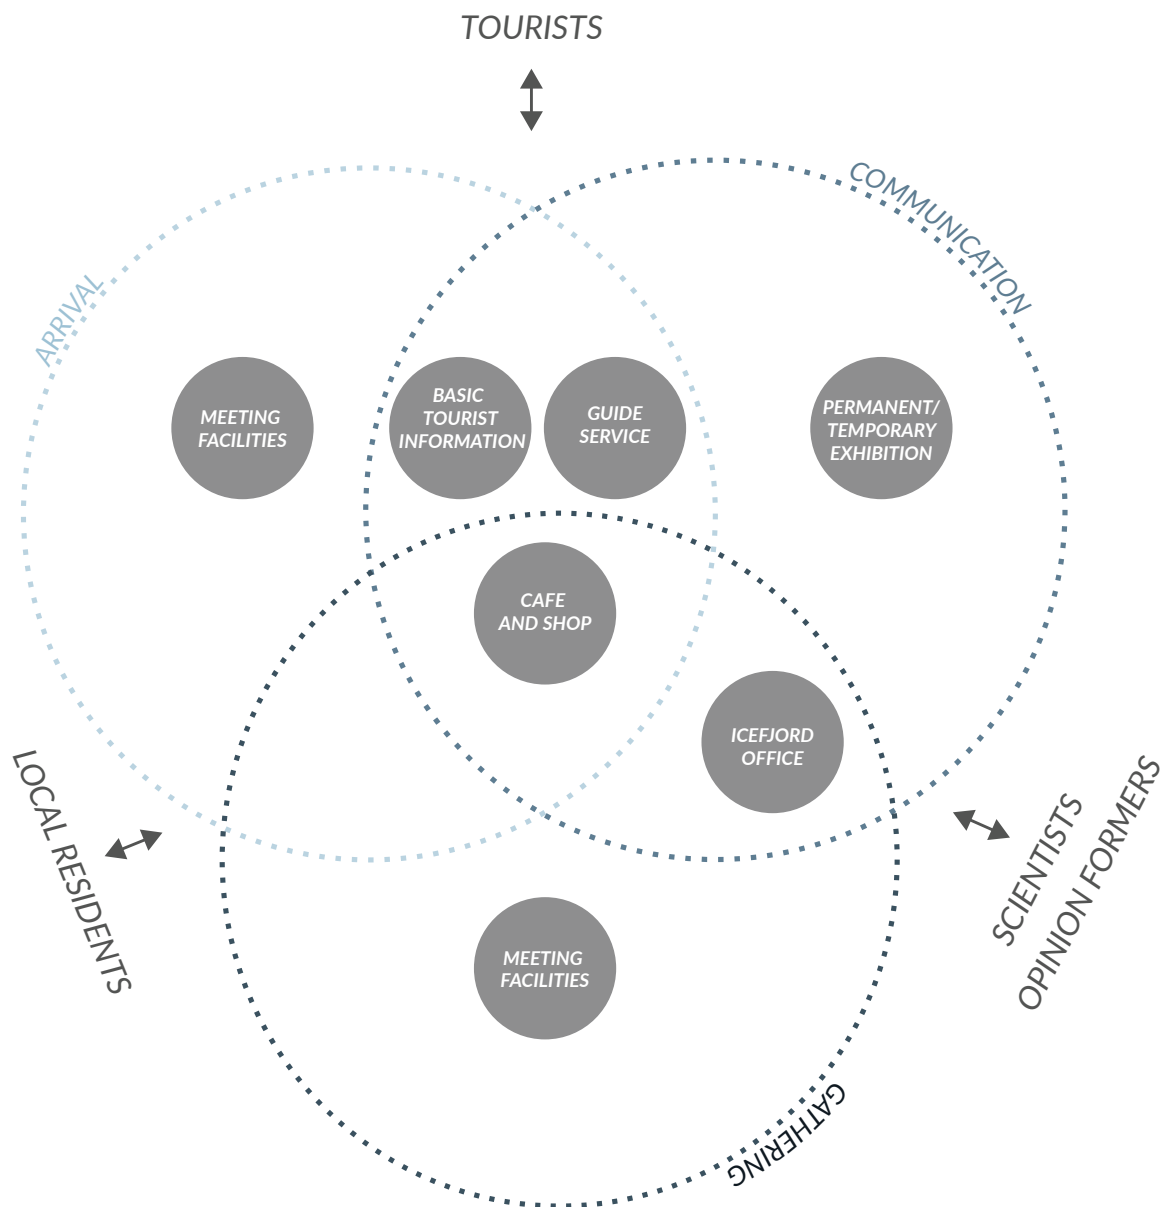 TOURISTS
COMMUNICATION
ARRIVAL
MEETING
FACILITIES
BASIC
TOURIST
INFORMATION
GUIDE
SERVICE
PERMANENT/
TEMPORARY
EXHIBITION
CAFE
AND SHOP
ICEFJORD
OFFICE
LOCAL RESIDENTS
SCIENTISTS
OPINION FORMERS
MEETING
FACILITIES
GATHERING